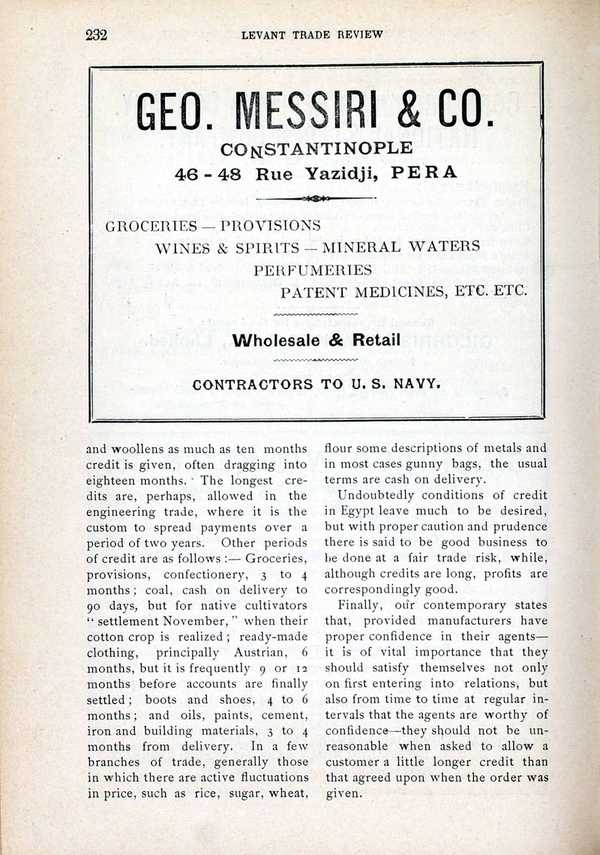 232
LEVANT TRADE REVIEW
GEO. MESSIRI & CO.
CONSTANTINOPLE
46-48 Rue Yazidji, PERA
GROCERIES — PROVISIONS
WINES & SPIRITS — MINERAL WATERS
PERFUMERIES
PATENT MEDICINES, ETC. ETC.
Wholesale & Retail
CONTRACTORS TO U. S. NAVY.
and woollens as much as ten months
credit is given, often dragging into
eighteen months. The longest cre-
dits are, perhaps, allowed in the
engineering trade, where it is the
custom to spread payments over a
period of two years. Other periods
of credit are as follows :— Groceries,
provisions, confectionery, 3 to 4
months ; coal, cash on delivery to
90 days, but for native cultivators
“ settlement November, ” when their
cotton crop is realized ; ready-made
clothing, principally Austrian, 6
months, but it is frequently 9 or 12
months before accounts are finally
settled ; boots and shoes, 4 to 6
months ; and oils, paints, cement,
iron and building materials, 3 to 4
months from delivery. In a few
branches of trade, generally those
in which there are active fluctuations
in price, such as rice, sugar, wheat,
flour some descriptions of metals and
in most cases gunny bags, the usual
terms are cash on delivery.
Undoubtedly conditions of credit
in Egypt leave much to be desired,
but with proper caution and prudence
there is said to be good business to
be done at a fair trade risk, while,
although credits are long, profits are
correspondingly good.
Finally, our contemporary states
that, provided manufacturers have
proper confidence in their agents—
it is of vital importance that they
should satisfy themselves not only
on first entering into relations, but
also from time to time at regular in-
tervals that the agents are worthy of
confidence—they should not be un-
reasonable when asked to allow a
customer a little longer credit than
that agreed upon when the order was
given.